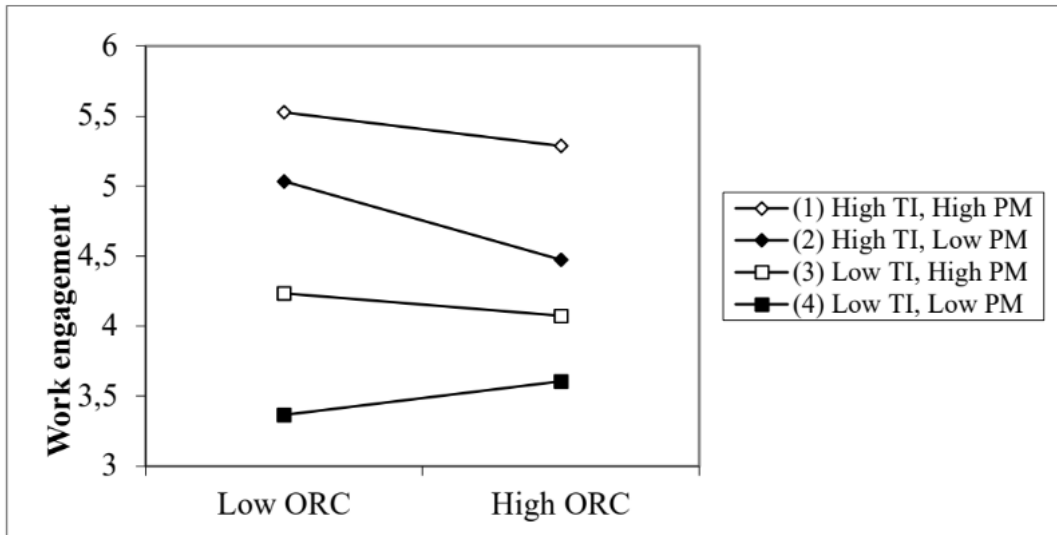 6
5,5
5
4,5
4
3,5
3
Work engagement
Low ORC
High ORC
(1) High TI, High PM
(2) High TI, Low PM
(3) Low TI, High PM
(4) Low TI, Low PM